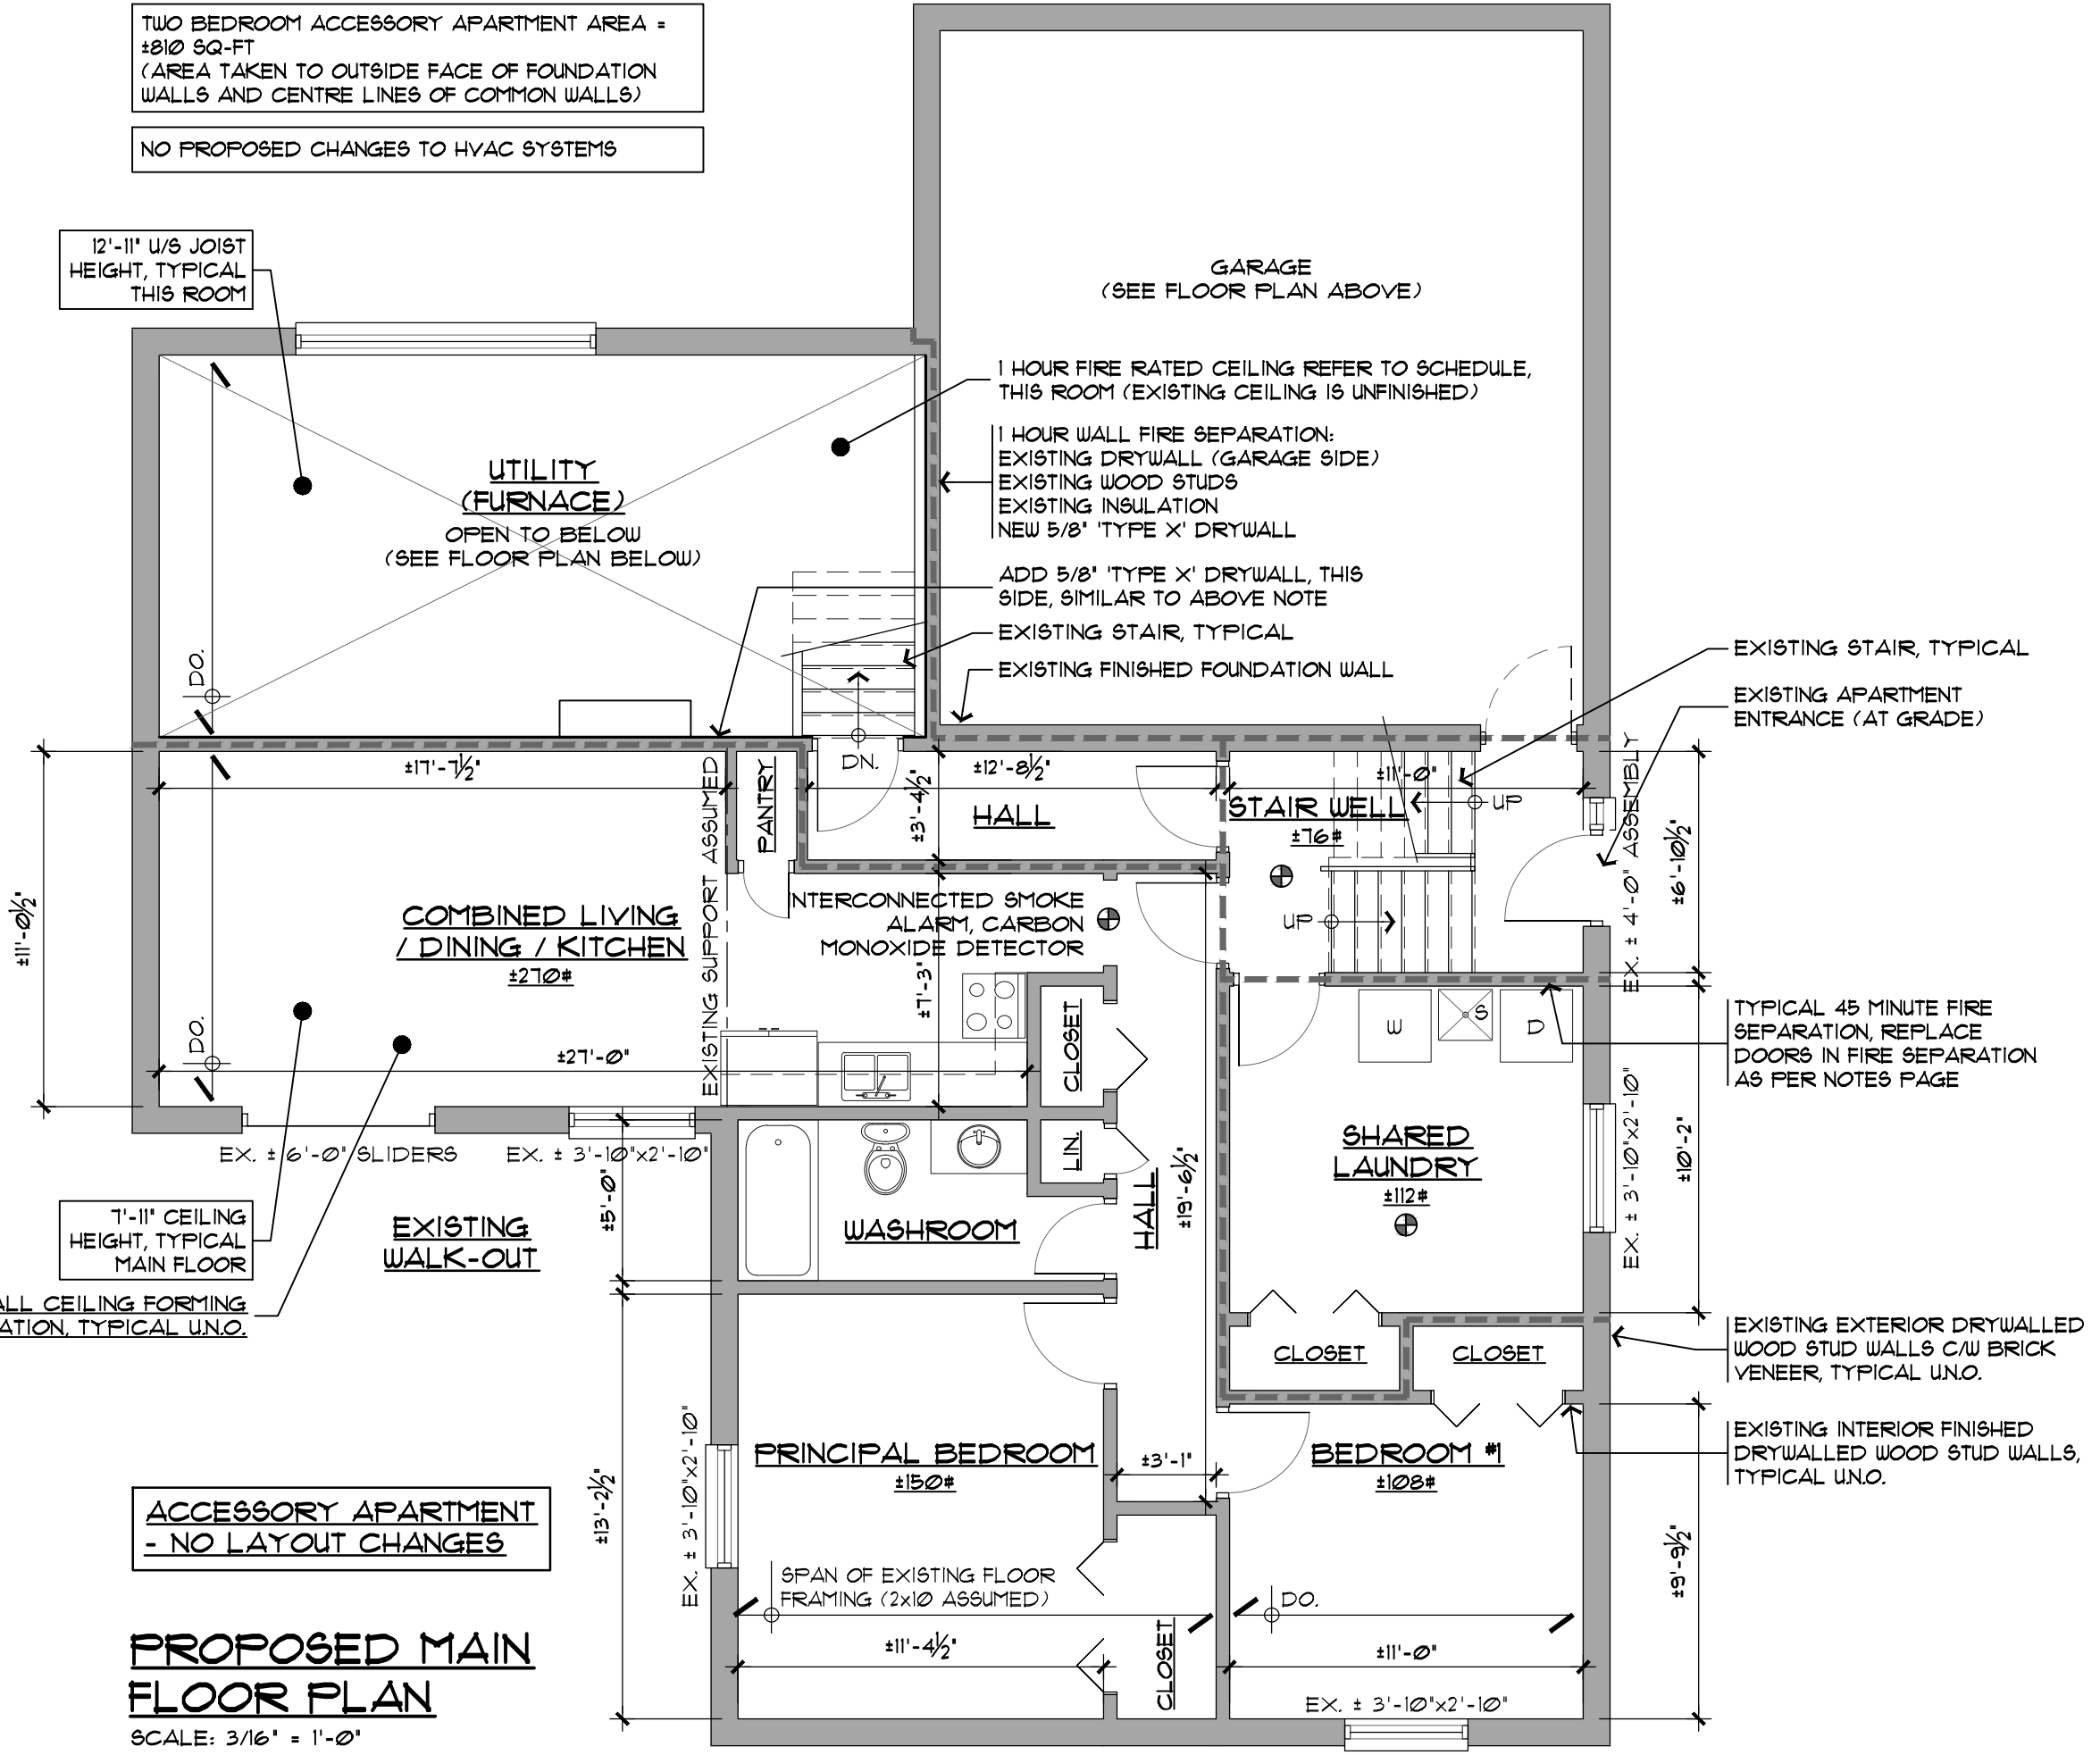 TWO BEDROOM ACCESSORY APARTMENT AREA =
±810 SQ-FT
(AREA TAKEN TO OUTSIDE FACE OF FOUNDATION
WALLS AND CENTRE LINES OF COMMON WALLS)
NO PROPOSED CHANGES TO HVAC SYSTEMS
12'-11" U/S JOIST
HEIGHT, TYPICAL
THIS ROOM
GARAGE
(SEE FLOOR PLAN ABOVE)
1 HOUR FIRE RATED CEILING REFER TO SCHEDULE,
THIS ROOM (EXISTING CEILING IS UNFINISHED)
1 HOUR WALL FIRE SEPARATION:
EXISTING DRYWALL (GARAGE SIDE)
EXISTING WOOD STUDS
EXISTING INSULATION
NEW 5/8" 'TYPE X' DRYWALL
UTILITY
(FURNACE)
OPEN TO BELOW
(SEE FLOOR PLAN BELOW)
ADD 5/8" 'TYPE X' DRYWALL, THIS
SIDE, SIMILAR TO ABOVE NOTE
EXISTING STAIR, TYPICAL
EXISTING FINISHED FOUNDATION WALL
EXISTING STAIR, TYPICAL
EXISTING APARTMENT
ENTRANCE (AT GRADE)
DO.
DN.
±17'-7½"
±12'-8½"
±11'-0"
PANTRY
±3'-4½"
HALL
STAIR WELL
±76#
UP
UP
EX. ± 4'-0" ASSEMBLY
±6'-10½"
±11'-0½"
COMBINED LIVING
/ DINING / KITCHEN
±270#
EXISTING SUPPORT ASSUMED
INTERCONNECTED SMOKE
ALARM, CARBON
MONOXIDE DETECTOR
±7'-3"
DO.
±27'-0"
CLOSET
W
S
D
TYPICAL 45 MINUTE FIRE
SEPARATION, REPLACE
DOORS IN FIRE SEPARATION
AS PER NOTES PAGE
EX. ± 6'-0" SLIDERS
EX. ± 3'-10"x2'-10"
LIN.
SHARED
LAUNDRY
±112#
EX. ± 3'-10"x2'-10"
±10'-2"
7'-11" CEILING
HEIGHT, TYPICAL
MAIN FLOOR
EXISTING
WALK-OUT
±5'-0"
WASHROOM
HALL
±19'-6½"
ALL CEILING FORMING
ATION, TYPICAL U.N.O.
CLOSET
CLOSET
EXISTING EXTERIOR DRYWALLED
WOOD STUD WALLS C/W BRICK
VENEER, TYPICAL U.N.O.
EXISTING INTERIOR FINISHED
DRYWALLED WOOD STUD WALLS,
TYPICAL U.N.O.
PRINCIPAL BEDROOM
±150#
±3'-1"
BEDROOM #1
±108#
EX. ± 3'-10"x2'-10"
±13'-2½"
ACCESSORY APARTMENT
- NO LAYOUT CHANGES
SPAN OF EXISTING FLOOR
FRAMING (2x10 ASSUMED)
DO.
±9'-9½"
±11'-4½"
CLOSET
±11'-0"
EX. ± 3'-10"x2'-10"
PROPOSED MAIN
FLOOR PLAN
SCALE: 3/16" = 1'-0"